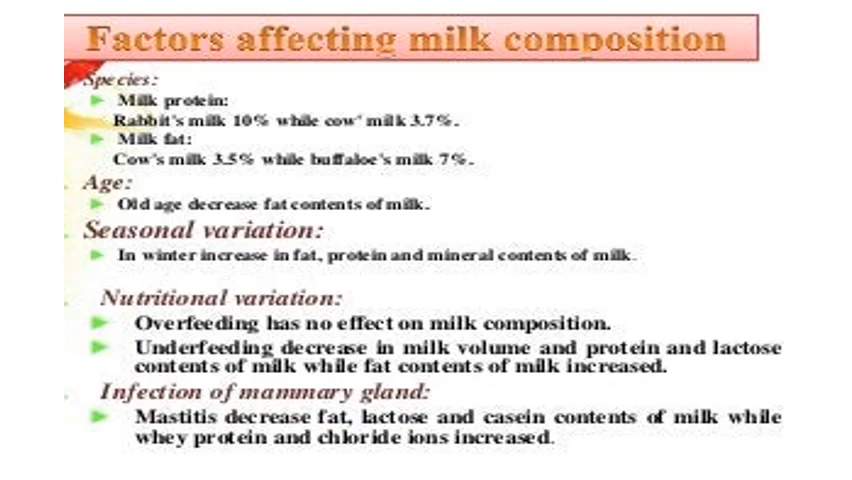 Factors affecting milk composition
Species:
Milk protein:
Rabbit's milk 10% while cow' milk 3.7%.
Milk fat:
Cow's milk 3.5% while buffaloe's milk 7%.
Age:
Old age decrease fat contents of milk.
Seasonal variation:
In winter increase in fat, protein and mineral contents of milk.
Nutritional variation:
Overfeeding has no effect on milk composition.
Underfeeding decrease in milk volume and protein and lactose
contents of milk while fat contents of milk increased.
Infection of mammary gland:
Mastitis decrease fat, lactose and casein contents of milk while
whey protein and chloride ions increased.